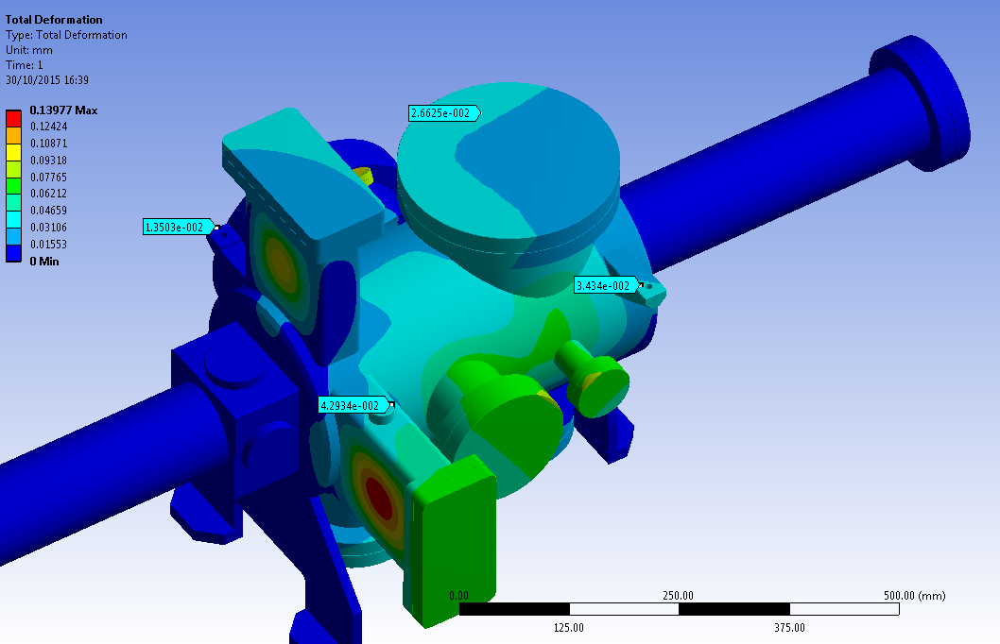 Total Deformation
Type: Total Deformation
Unit: mm
Time: 1
30/10/2015 16:39
0.13977 Max
0.12424
0.10871
0.09318
0.07765
0.06212
0.04659
0.03106
0.01553
0 Min
2.6625e-002
1.3503e-002
3.434e-002
4.2934e-002
0.00
250.00
500.00 (mm)
125.00
375.00